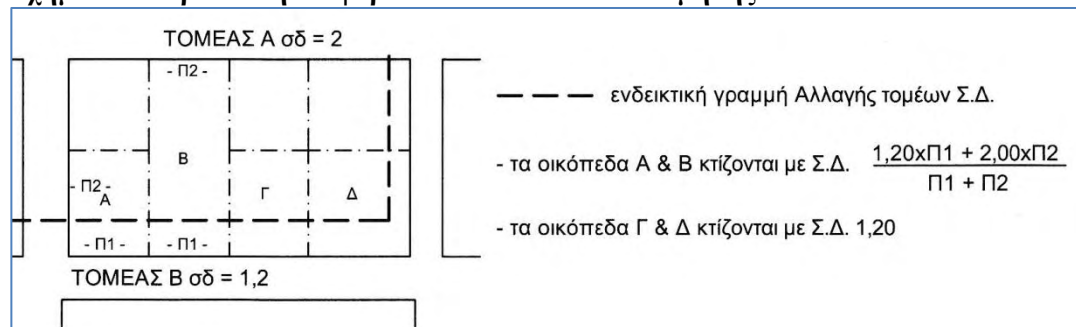 ΤΟΜΕΑΣ Α σδ = 2
- Π2 -
Β
- Π2 -
Α
Γ
Δ
- Π1 -
- Π1 -
ΤΟΜΕΑΣ Β σδ = 1,2
ενδεικτική γραμμή Αλλαγής τομέων Σ.Δ.
- τα οικόπεδα Α & Β κτίζονται με Σ.Δ. 1,20xΠ1 + 2,00xΠ2
Π1 + Π2
- τα οικόπεδα Γ & Δ κτίζονται με Σ.Δ. 1,20